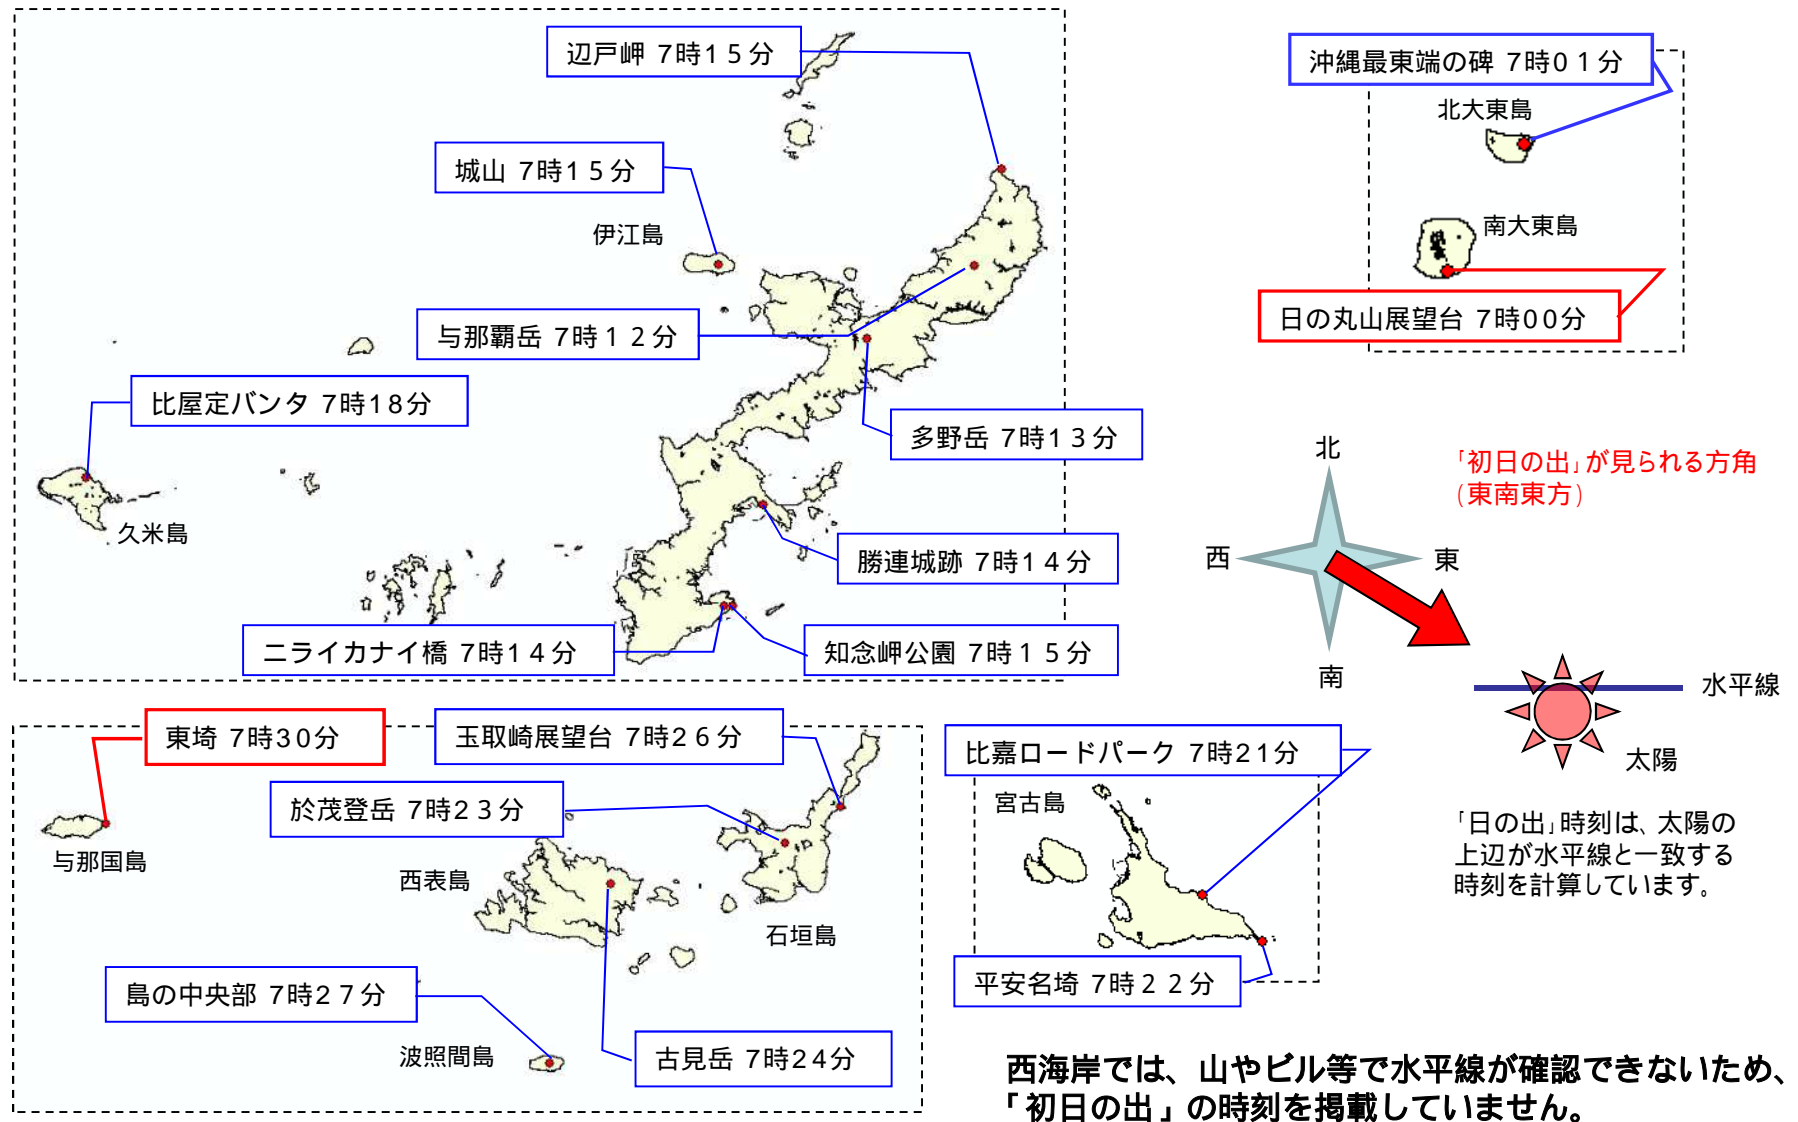 辺戸岬 7時15分
城山 7時15分
伊江島
与那覇岳 7時12分
比屋定バンタ 7時18分
多野岳 7時13分
久米島
勝連城跡 7時14分
ニライカナイ橋 7時14分
知念岬公園 7時15分
沖縄最東端の碑 7時01分
北大東島
南大東島
日の丸山展望台 7時00分
北
西
東
南
「初日の出」が見られる方角
(東南東方)
水平線
太陽
「日の出」時刻は、太陽の
上辺が水平線と一致する
時刻を計算しています。
東埼 7時30分
玉取崎展望台 7時26分
於茂登岳 7時23分
与那国島
西表島
石垣島
島の中央部 7時27分
波照間島
古見岳 7時24分
比嘉ロードパーク 7時21分
宮古島
平安名埼 7時22分
西海岸では、山やビル等で水平線が確認できないため、
「初日の出」の時刻を掲載していません。